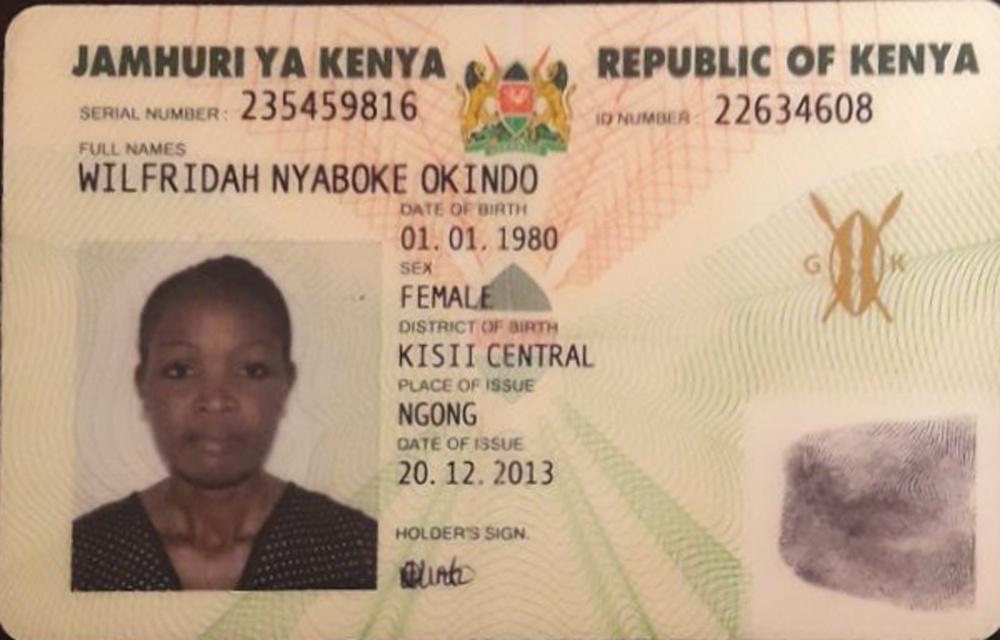 JAMHURI YA KENYA
REPUBLIC OF KENYA
SERIAL NUMBER: 235459816
ID NUMBER: 22634608
FULL NAMES
WILFRIDAH NYABOKE OKINDO
DATE OF BIRTH
01. 01. 1980
SEX
FEMALE
DISTRICT OF BIRTH
KISII CENTRAL
PLACE OF ISSUE
NGONG
DATE OF ISSUE
20. 12. 2013
HOLDER'S SIGN.
G K